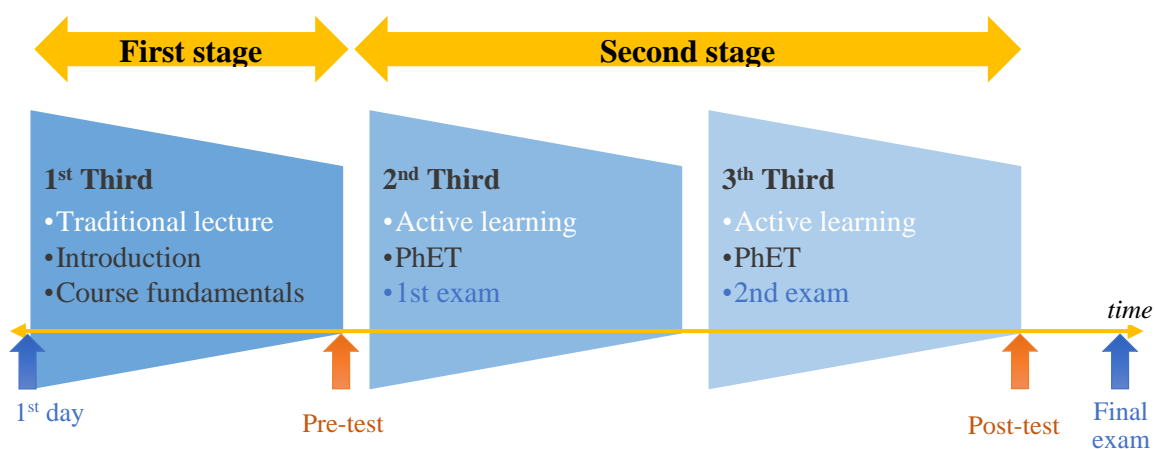 First stage
Second stage
1st Third
•Traditional lecture
•Introduction
•Course fundamentals
2nd Third
•Active learning
•PhET
•1st exam
3th Third
•Active learning
•PhET
•2nd exam
time
1st day
Pre-test
Post-test
Final
exam